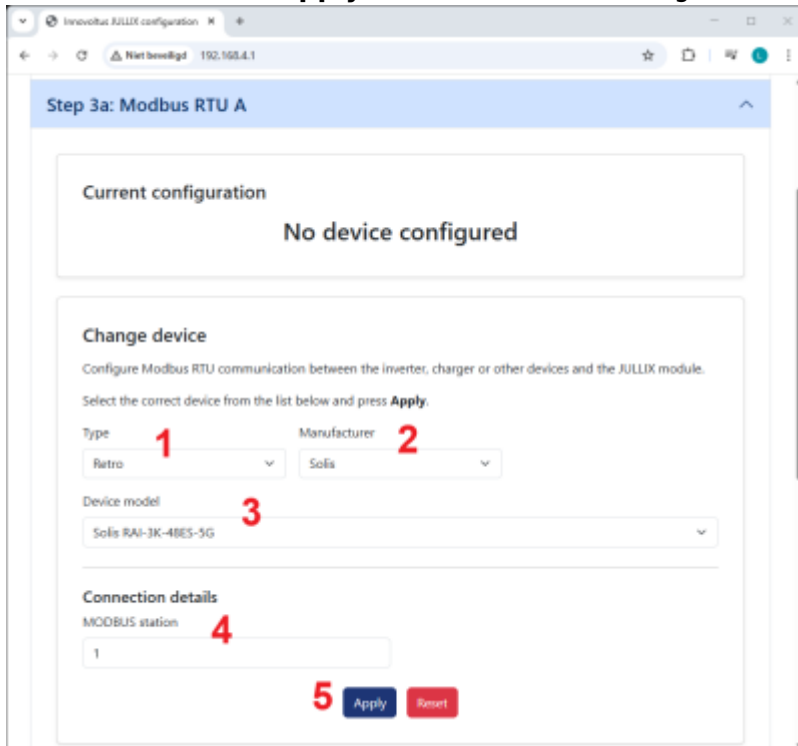 Apply
Innovoltus JULLIX configuration
Niet beveiligd 192.168.4.1
L
Step 3a: Modbus RTU A
Current configuration
No device configured
Change device
Configure Modbus RTU communication between the inverter, charger or other devices and the JULLIX module.
Select the correct device from the list below and press Apply.
Type 1 Manufacturer 2
Retro Solis
Device model 3
Solis RAI-3K-48ES-5G
Connection details
MODBUS station 4
1
5 Apply Reset